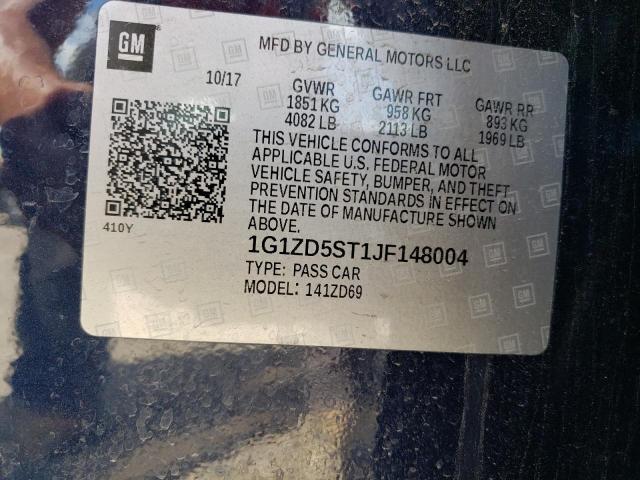 GM
MFD BY GENERAL MOTORS LLC
10/17
GVWR GAWR FRT GAWR RR
1851 KG 958 KG 893 KG
4082 LB 2113 LB 1969 LB
THIS VEHICLE CONFORMS TO ALL
APPLICABLE U.S. FEDERAL MOTOR
VEHICLE SAFETY, BUMPER, AND THEFT
PREVENTION STANDARDS IN EFFECT ON
THE DATE OF MANUFACTURE SHOWN
ABOVE.
410Y
1G1ZD5ST1JF148004
TYPE: PASS CAR
MODEL: 141ZD69